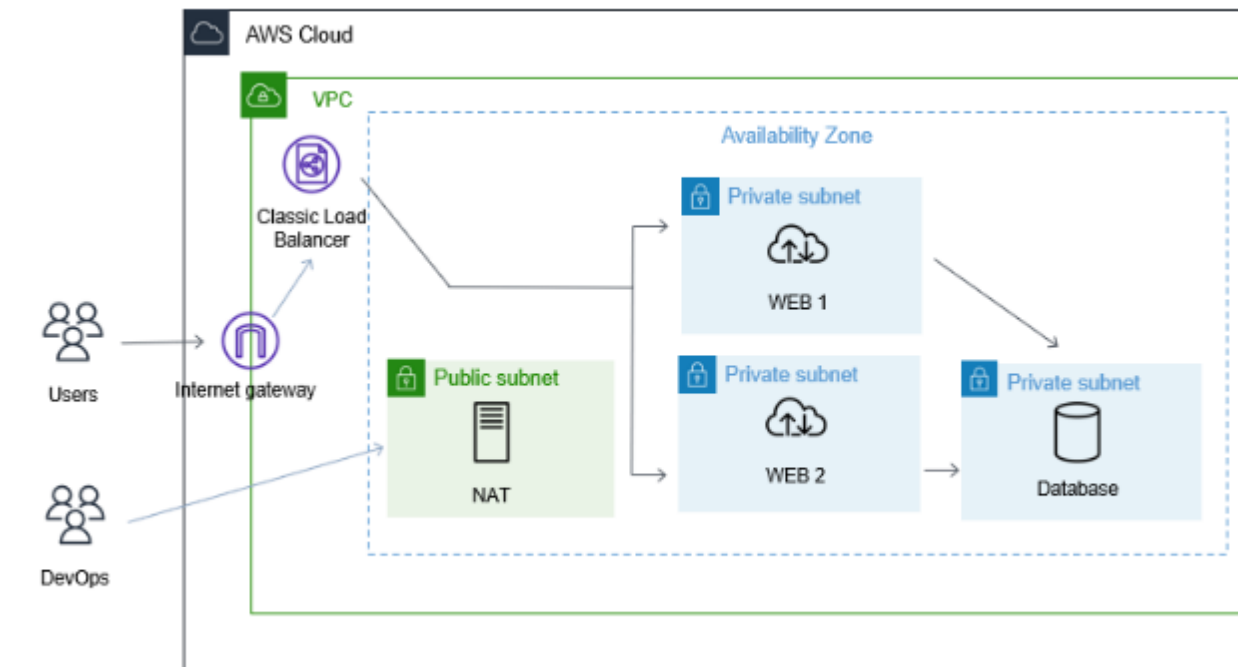 AWS Cloud
VPC
Availability Zone
Classic Load
Balancer
Private subnet
WEB 1
Users
Internet gateway
Public subnet
NAT
Private subnet
WEB 2
Private subnet
Database
DevOps